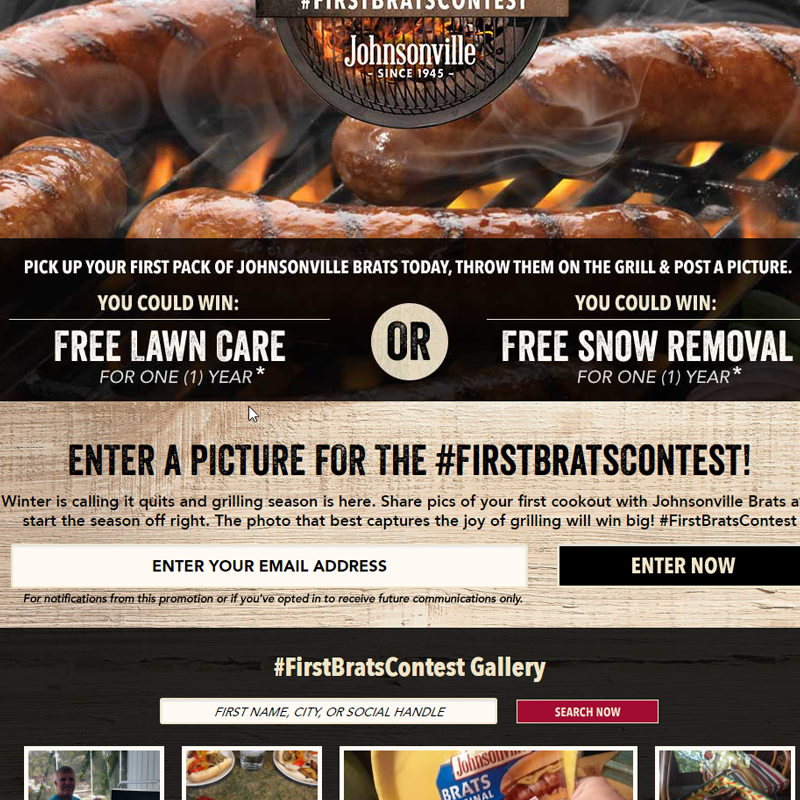 #FIRSTBRATSCONTEST
Johnsonville
- SINCE 1945 -
PICK UP YOUR FIRST PACK OF JOHNSONVILLE BRATS TODAY, THROW THEM ON THE GRILL & POST A PICTURE.
YOU COULD WIN:
FREE LAWN CARE
FOR ONE (1) YEAR*
OR
YOU COULD WIN:
FREE SNOW REMOVAL
FOR ONE (1) YEAR*
ENTER A PICTURE FOR THE #FIRSTBRATSCONTEST!
Winter is calling it quits and grilling season is here. Share pics of your first cookout with Johnsonville Brats a
start the season off right. The photo that best captures the joy of grilling will win big! #FirstBratsContest
ENTER YOUR EMAIL ADDRESS
ENTER NOW
For notifications from this promotion or if you've opted in to receive future communications only.
#FirstBratsContest Gallery
FIRST NAME, CITY, OR SOCIAL HANDLE
SEARCH NOW
Johnsonville
BRATS